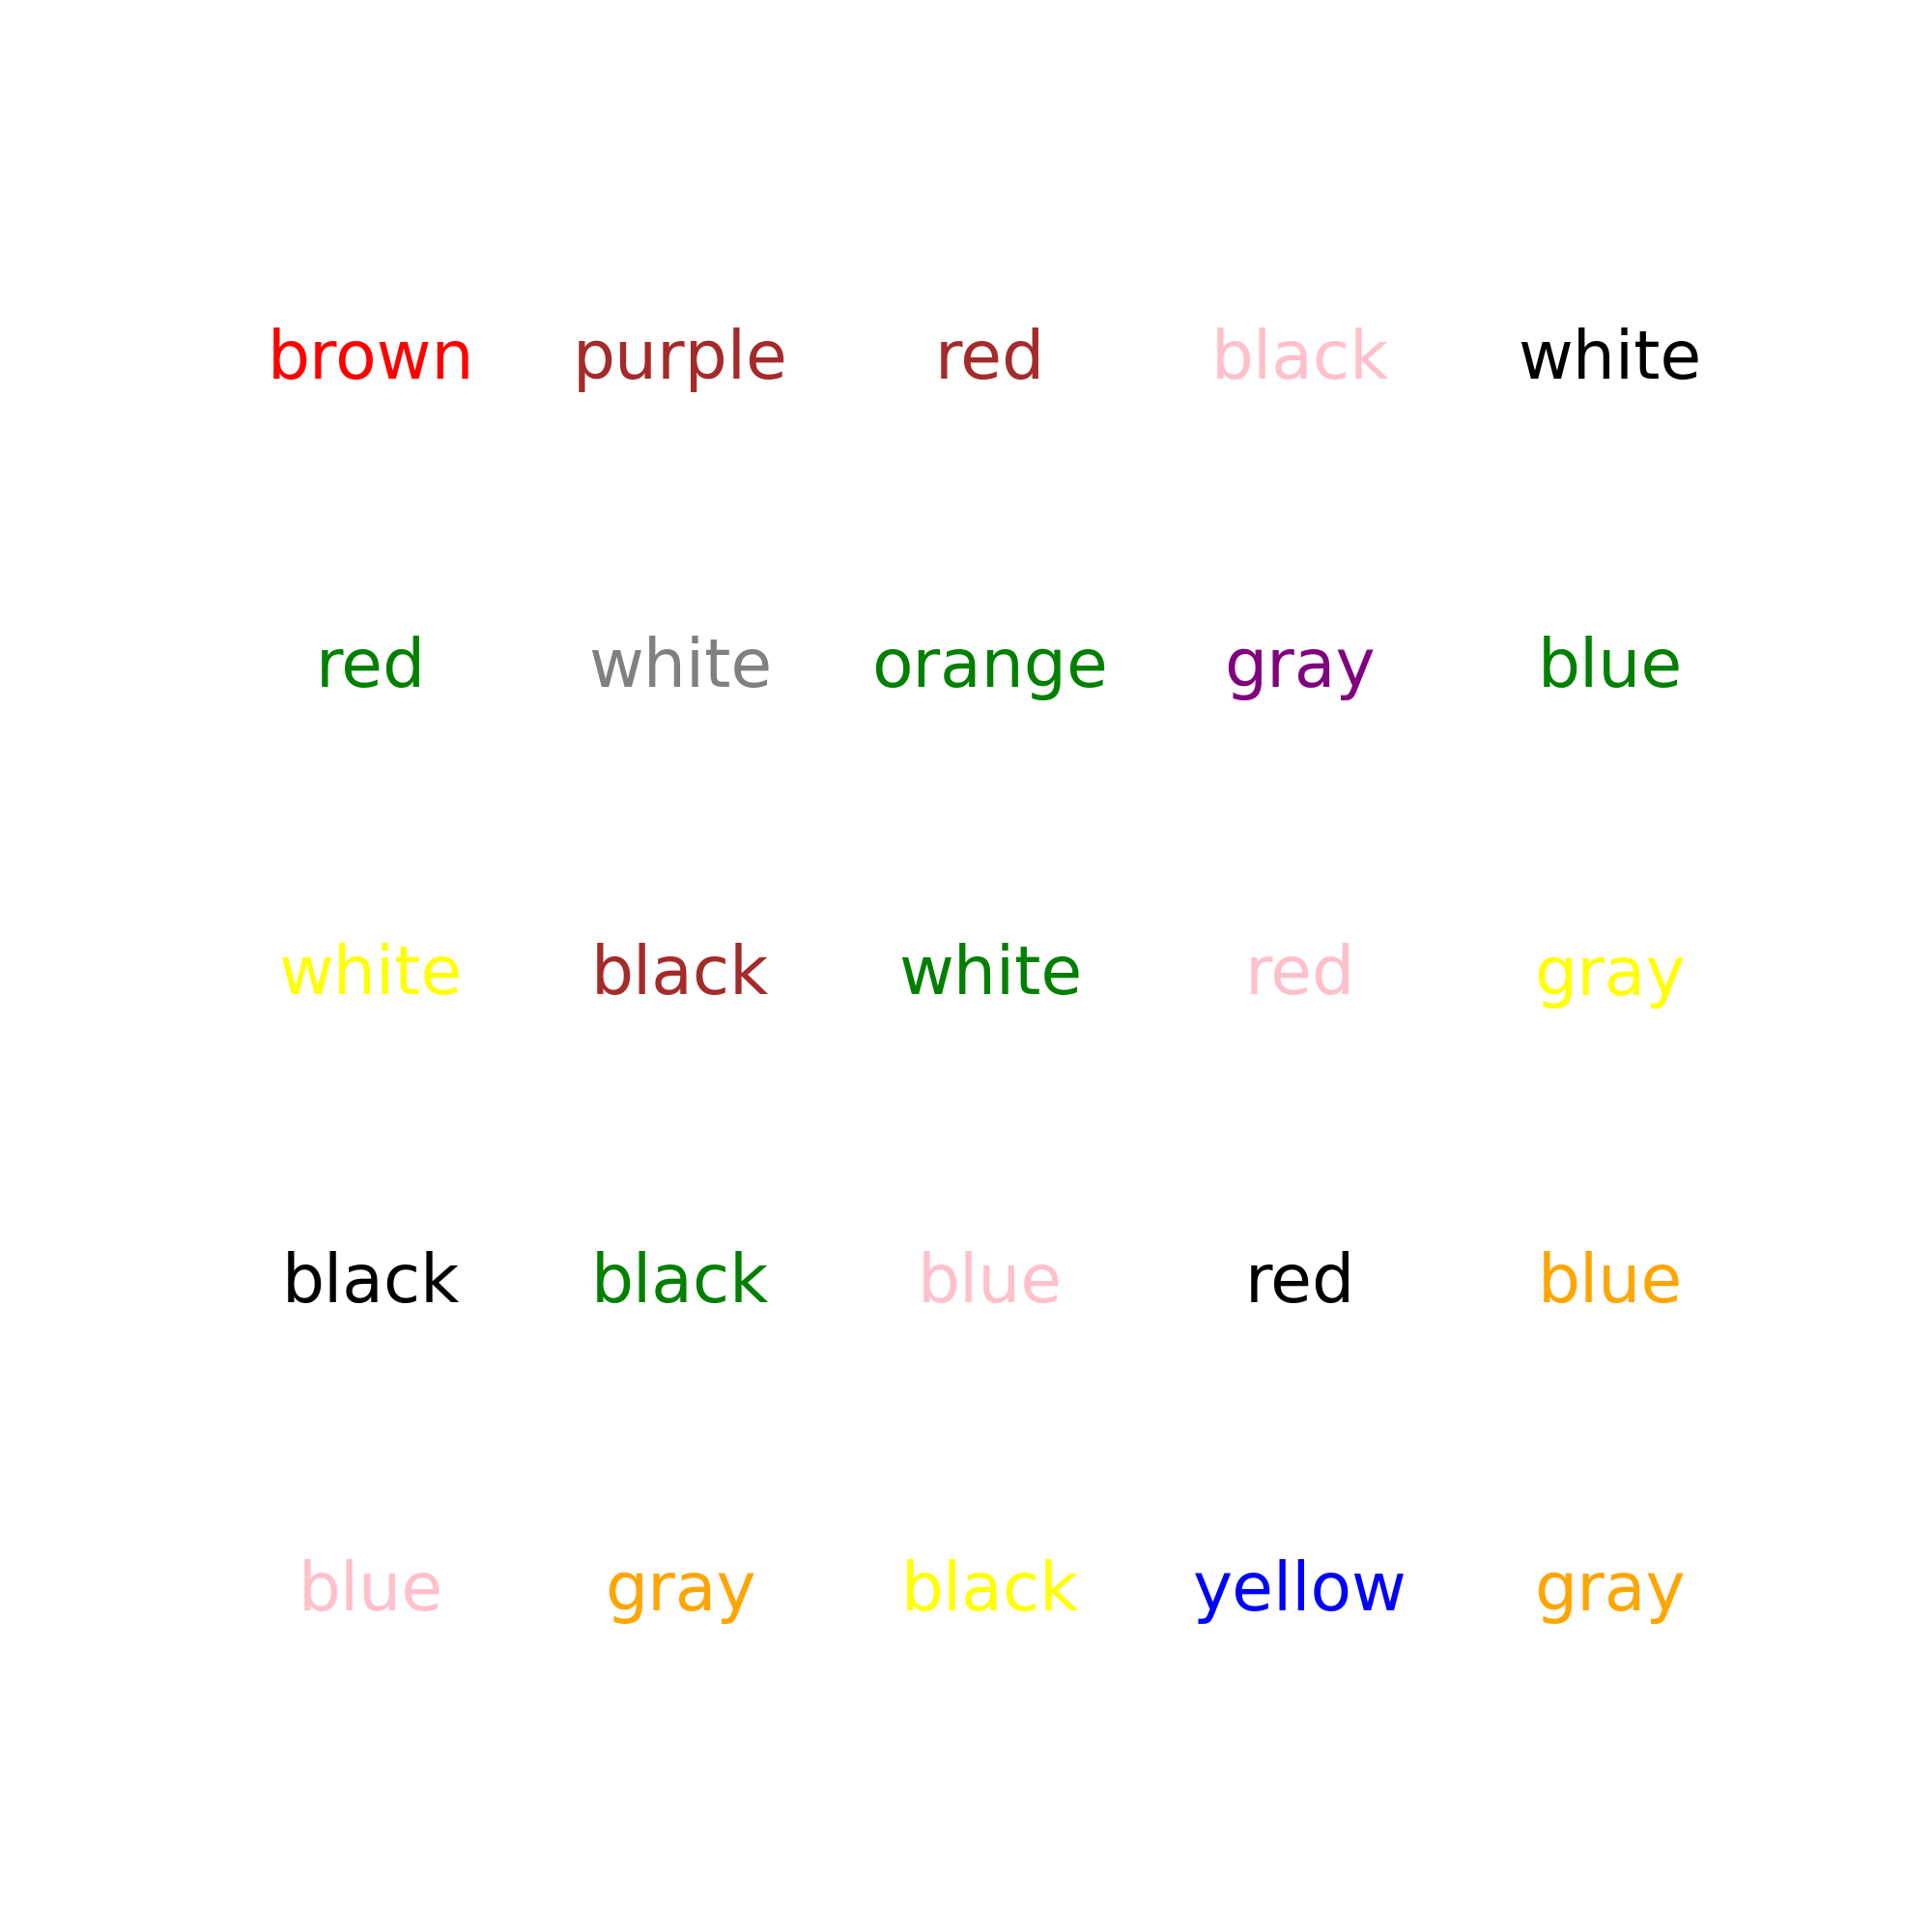 brown purple red black white
red white orange gray blue
white black white red gray
black black blue red blue
blue gray black yellow gray